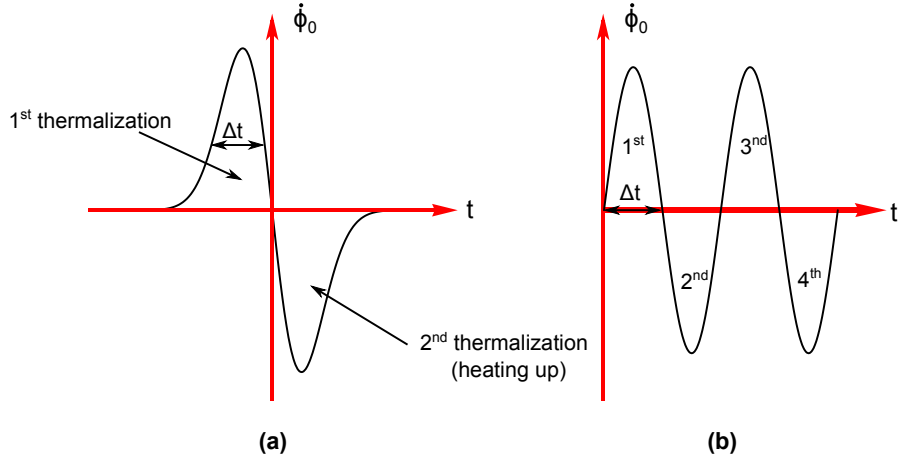 ϕ̇₀
1ˢᵗ thermalization
Δt
t
2ⁿᵈ thermalization
(heating up)
(a)
ϕ̇₀
1ˢᵗ
3ⁿᵈ
Δt
t
2ⁿᵈ
4ᵗʰ
(b)